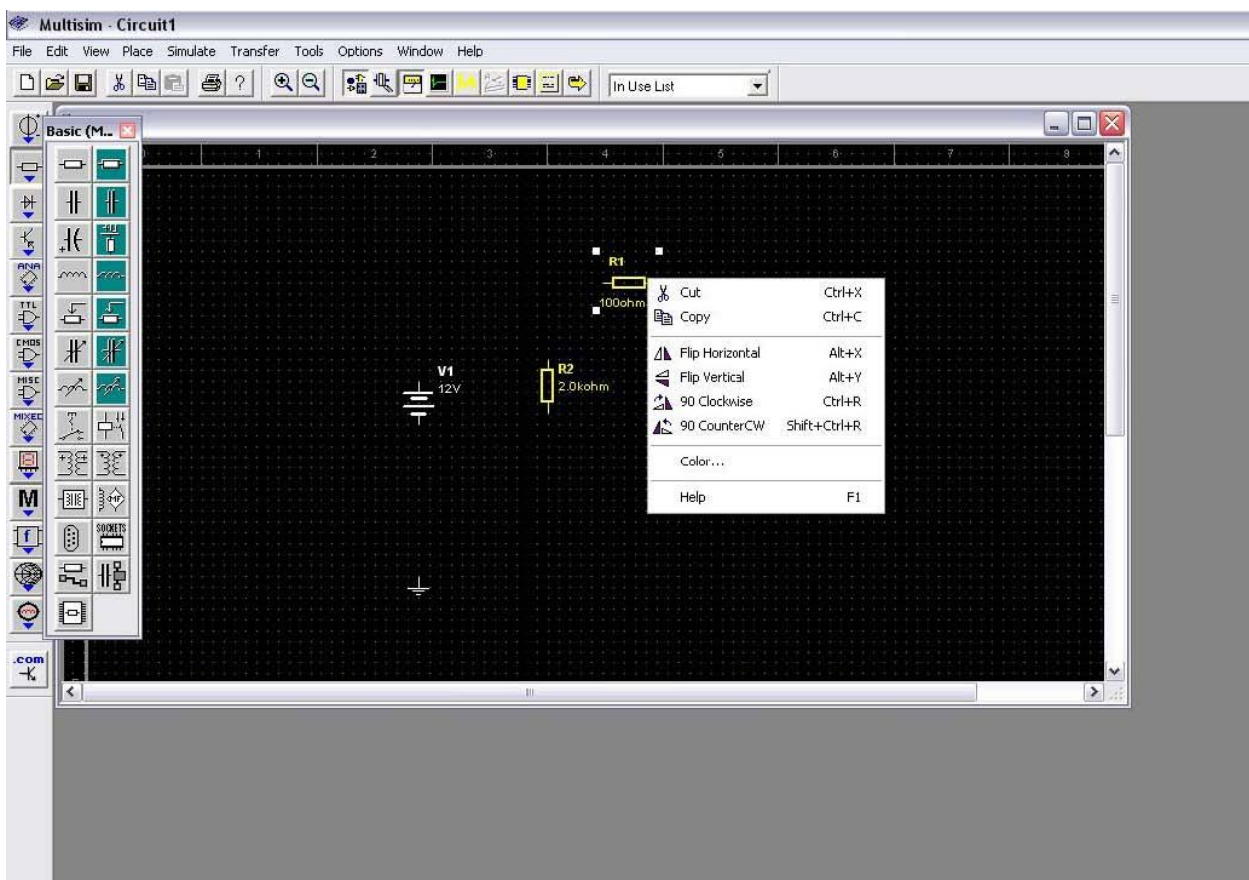 Multisim - Circuit1
File Edit View Place Simulate Transfer Tools Options Window Help
In Use List
Basic (M...
1 2 3 4 5 6 7 8
ANA
TTL
CMOS
MISC
MIXED
M
f
.com
SOCKETS
R1
100ohm
V1
12V
R2
2.0kohm
Cut Ctrl+X
Copy Ctrl+C
Flip Horizontal Alt+X
Flip Vertical Alt+Y
90 Clockwise Ctrl+R
90 CounterCW Shift+Ctrl+R
Color...
Help F1